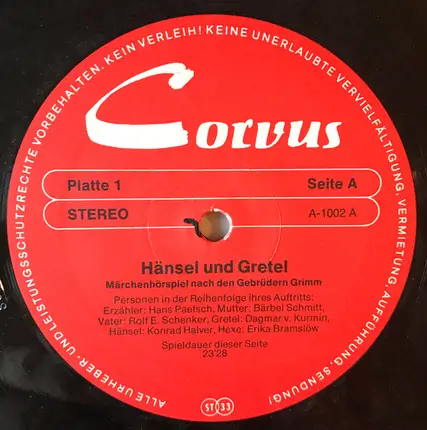 ALLE URHEBER- UND LEISTUNGSSCHUTZRECHTE VORBEHALTEN. KEIN VERLEIH! KEINE UNERLAUBTE VERVIELFÄLTIGUNG, VERMIETUNG, AUFFÜHRUNG, SENDUNG!
Corvus
Platte 1 Seite A
STEREO A-1002 A
Hänsel und Gretel
Märchenhörspiel nach den Gebrüdern Grimm
Personen in der Reihenfolge ihres Auftritts:
Erzähler: Hans Paetsch, Mutter: Bärbel Schmitt,
Vater: Rolf E. Schenker, Gretel: Dagmar v. Kurmin,
Hänsel: Konrad Halver, Hexe: Erika Bramslöw
Spieldauer dieser Seite
23'28
ST 33